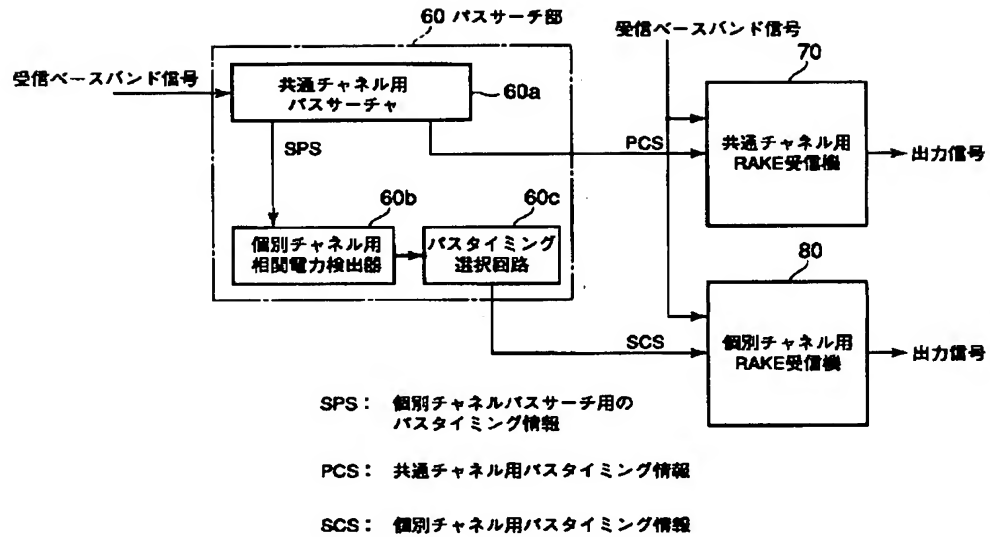 60 パスサーチ部
受信ベースバンド信号
受信ベースバンド信号
共通チャネル用
パスサーチャ
60a
70
SPS
PCS
共通チャネル用
RAKE受信機
出力信号
60b
60c
個別チャネル用
相関電力検出器
パスタイミング
選択回路
80
SCS
個別チャネル用
RAKE受信機
出力信号
SPS： 個別チャネルパスサーチ用の
パスタイミング情報
PCS： 共通チャネル用パスタイミング情報
SCS： 個別チャネル用パスタイミング情報